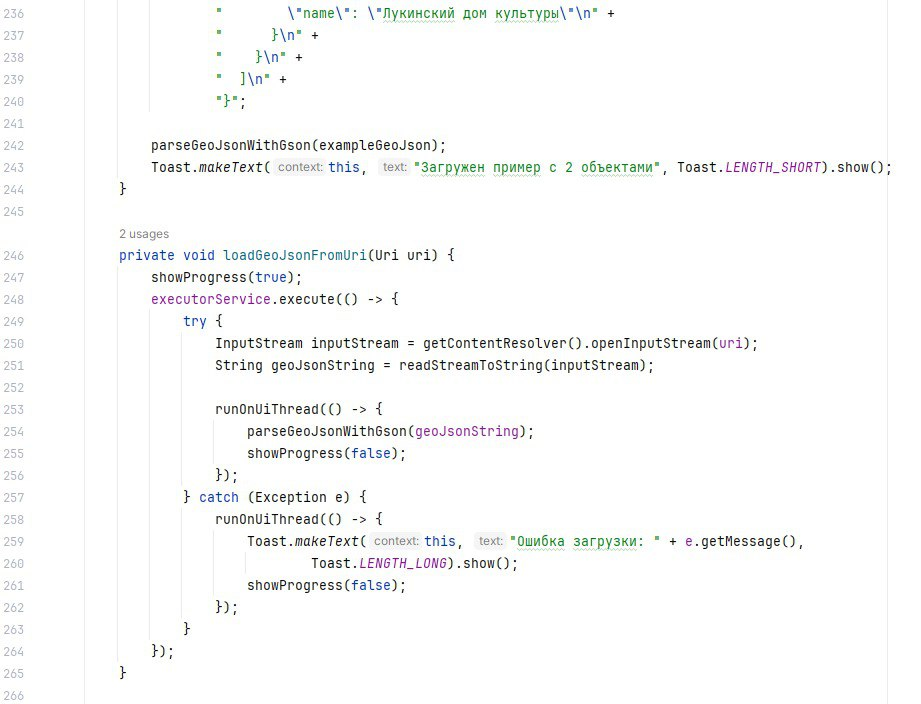 236 "        \"name\": \"Лукинский дом культуры\"\n" +
237 "      }\n" +
238 "    }\n" +
239 "  ]\n" +
240 "}";
241
242 parseGeoJsonWithGson(exampleGeoJson);
243 Toast.makeText( context: this, text: "Загружен пример с 2 объектами", Toast.LENGTH_SHORT).show();
244 }
245
2 usages
246 private void loadGeoJsonFromUri(Uri uri) {
247 showProgress(true);
248 executorService.execute(() -> {
249 try {
250 InputStream inputStream = getContentResolver().openInputStream(uri);
251 String geoJsonString = readStreamToString(inputStream);
252
253 runOnUiThread(() -> {
254 parseGeoJsonWithGson(geoJsonString);
255 showProgress(false);
256 });
257 } catch (Exception e) {
258 runOnUiThread(() -> {
259 Toast.makeText( context: this, text: "Ошибка загрузки: " + e.getMessage(),
260 Toast.LENGTH_LONG).show();
261 showProgress(false);
262 });
263 }
264 });
265 }
266